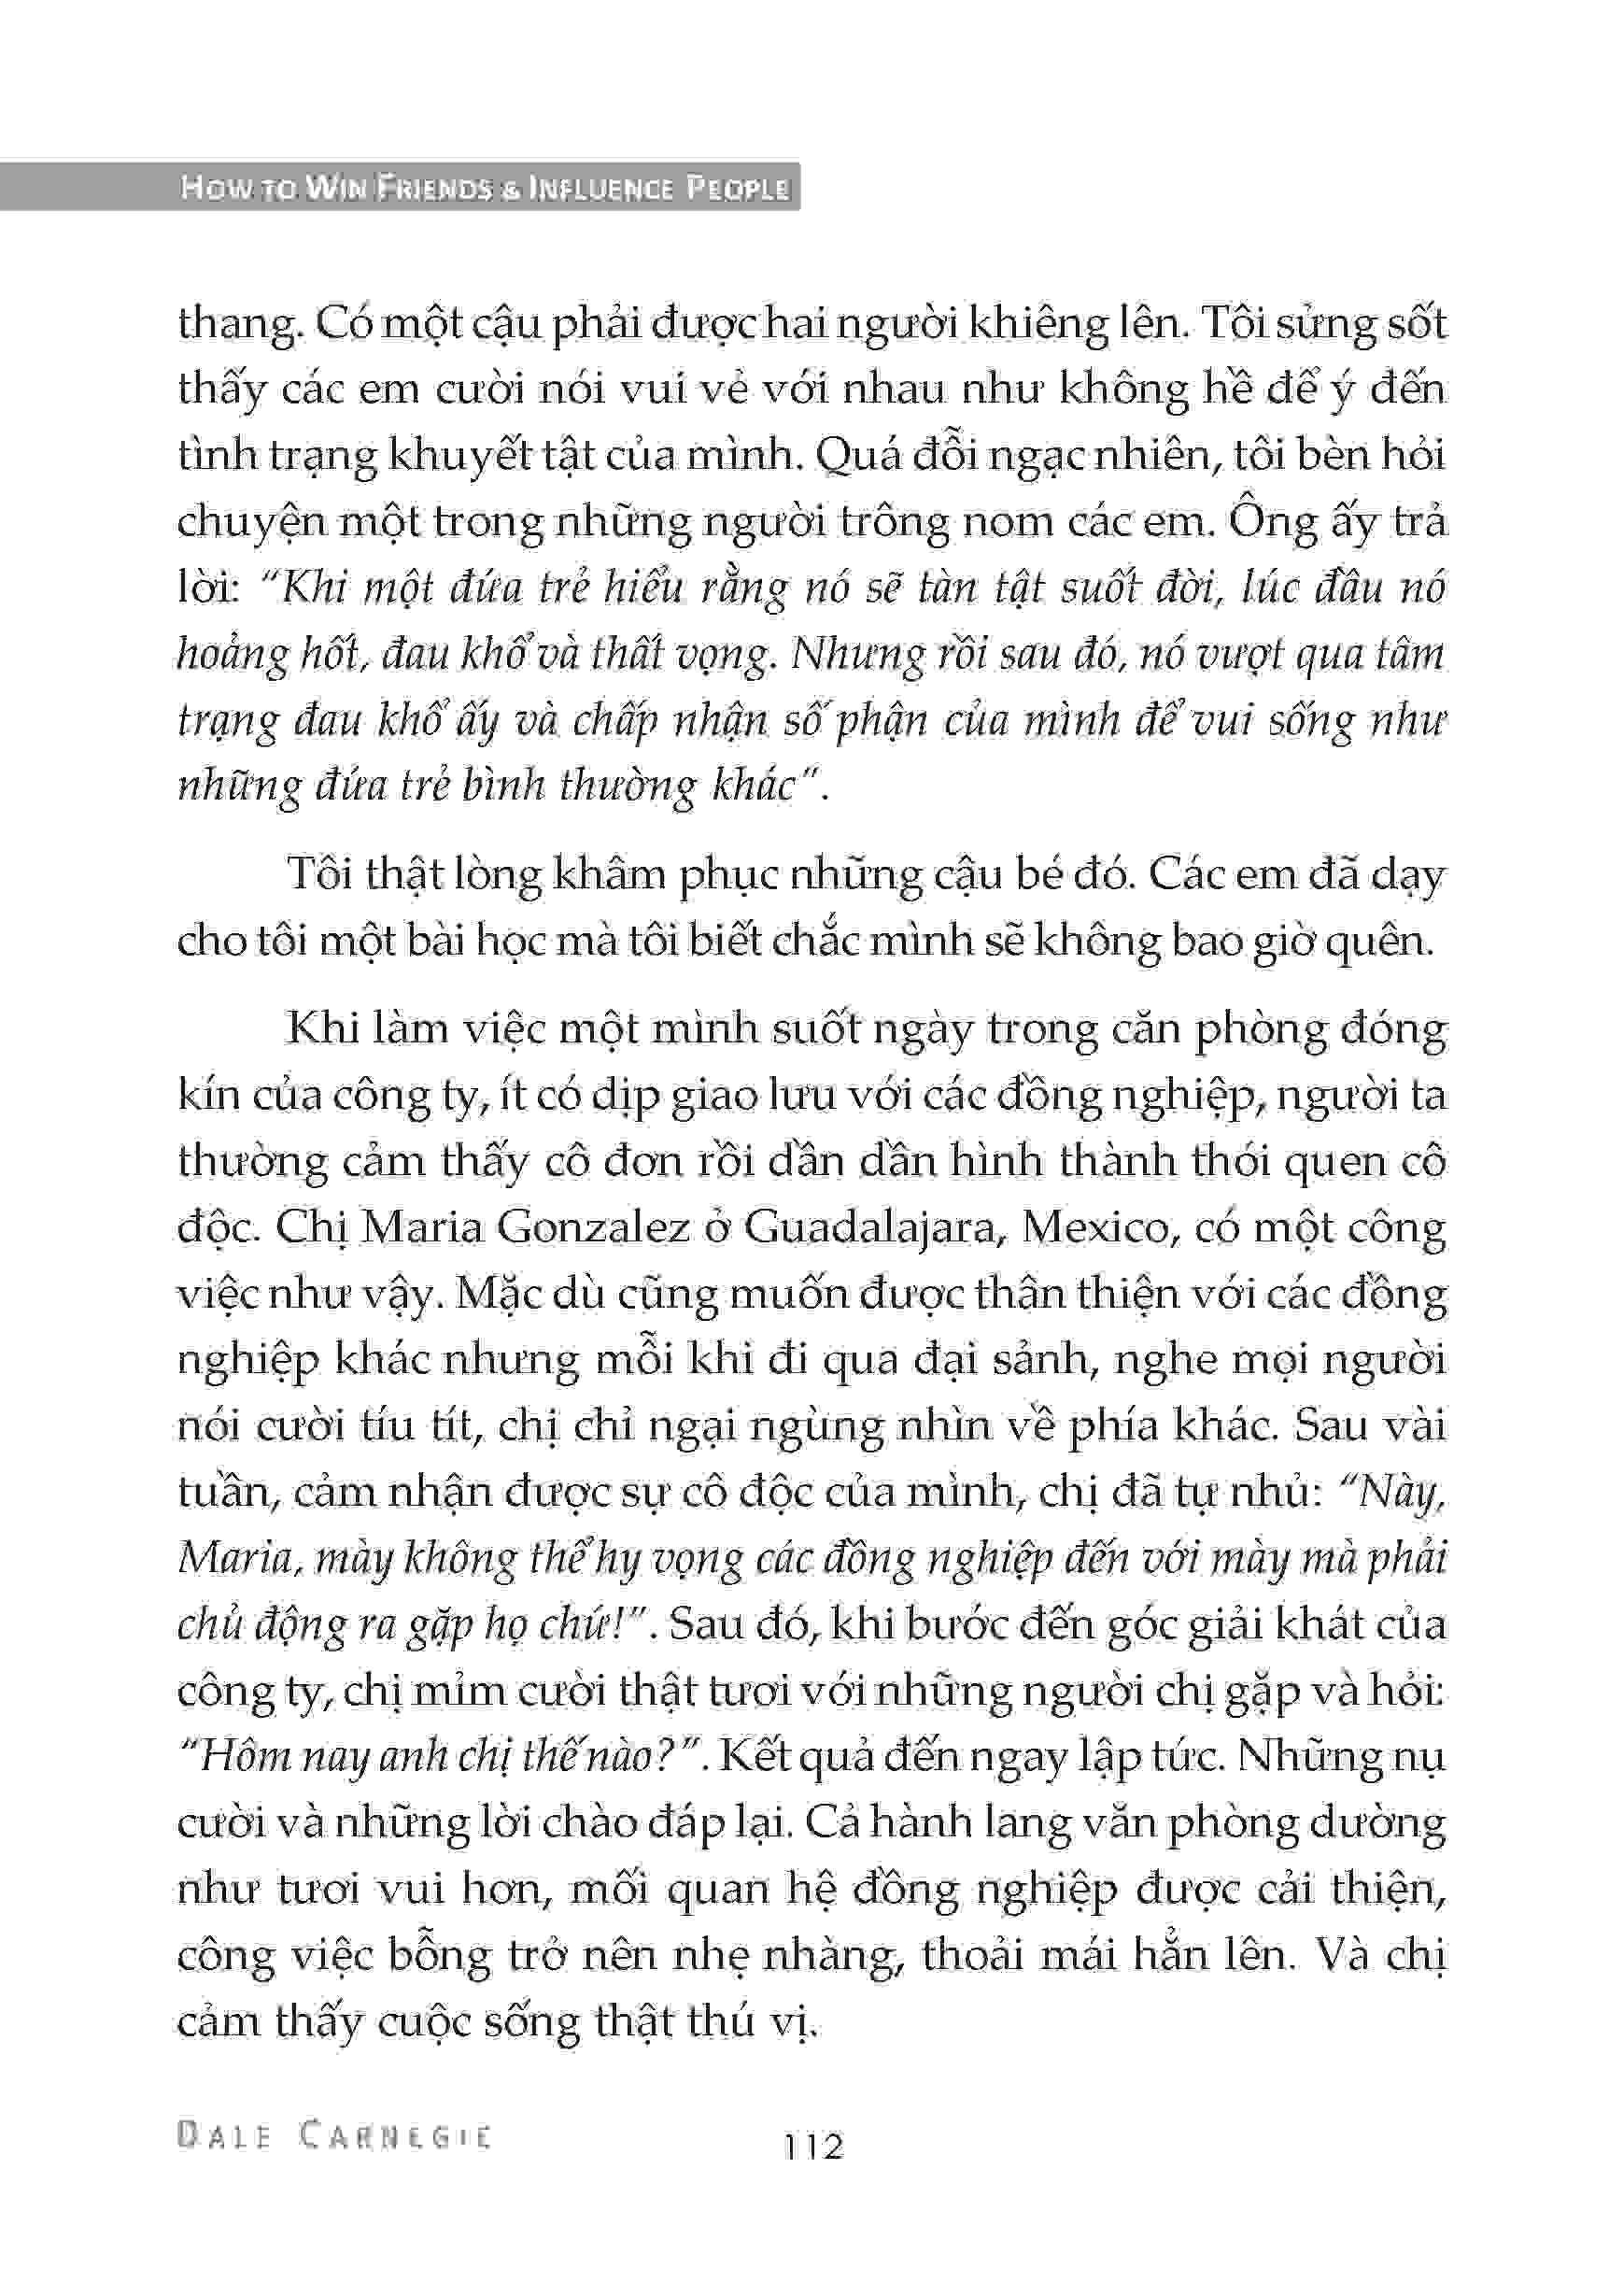 HOW TO WIN FRIENDS & INFLUENCE PEOPLE
thang. Có một cậu phải được hai người khiêng lên. Tôi sửng sốt
thấy các em cười nói vui vẻ với nhau như không hề để ý đến
tình trạng khuyết tật của mình. Quá đỗi ngạc nhiên, tôi bèn hỏi
chuyện một trong những người trông nom các em. Ông ấy trả
lời: “Khi một đứa trẻ hiểu rằng nó sẽ tàn tật suốt đời, lúc đầu nó
hoảng hốt, đau khổ và thất vọng. Nhưng rồi sau đó, nó vượt qua tâm
trạng đau khổ ấy và chấp nhận số phận của mình để vui sống như
những đứa trẻ bình thường khác”.
Tôi thật lòng khâm phục những cậu bé đó. Các em đã dạy
cho tôi một bài học mà tôi biết chắc mình sẽ không bao giờ quên.
Khi làm việc một mình suốt ngày trong căn phòng đóng
kín của công ty, ít có dịp giao lưu với các đồng nghiệp, người ta
thường cảm thấy cô đơn rồi dần dần hình thành thói quen cô
độc. Chị Maria Gonzalez ở Guadalajara, Mexico, có một công
việc như vậy. Mặc dù cũng muốn được thân thiện với các đồng
nghiệp khác nhưng mỗi khi đi qua đại sảnh, nghe mọi người
nói cười tíu tít, chị chỉ ngại ngùng nhìn về phía khác. Sau vài
tuần, cảm nhận được sự cô độc của mình, chị đã tự nhủ: “Này,
Maria, mày không thể hy vọng các đồng nghiệp đến với mày mà phải
chủ động ra gặp họ chứ!”. Sau đó, khi bước đến góc giải khát của
công ty, chị mỉm cười thật tươi với những người chị gặp và hỏi:
“Hôm nay anh chị thế nào?”. Kết quả đến ngay lập tức. Những nụ
cười và những lời chào đáp lại. Cả hành lang văn phòng dường
như tươi vui hơn, mối quan hệ đồng nghiệp được cải thiện,
công việc bỗng trở nên nhẹ nhàng, thoải mái hẳn lên. Và chị
cảm thấy cuộc sống thật thú vị.
DALE CARNEGIE
112